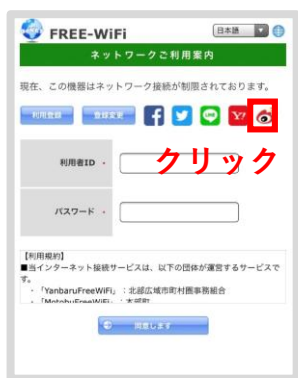 FREE-WiFi
日本語
ネットワークご利用案内
現在、この機器はネットワーク接続が制限されております。
利用登録 登録変更 f LINE Y?
利用者ID
クリック
パスワード
【利用規約】
■当インターネット接続サービスは、以下の団体が運営するサービスで
す。
・「YanbaruFreeWiFi」：北部広域市町村圏事務組合
・「MotobuFreeWiFi」：本部町
同意します